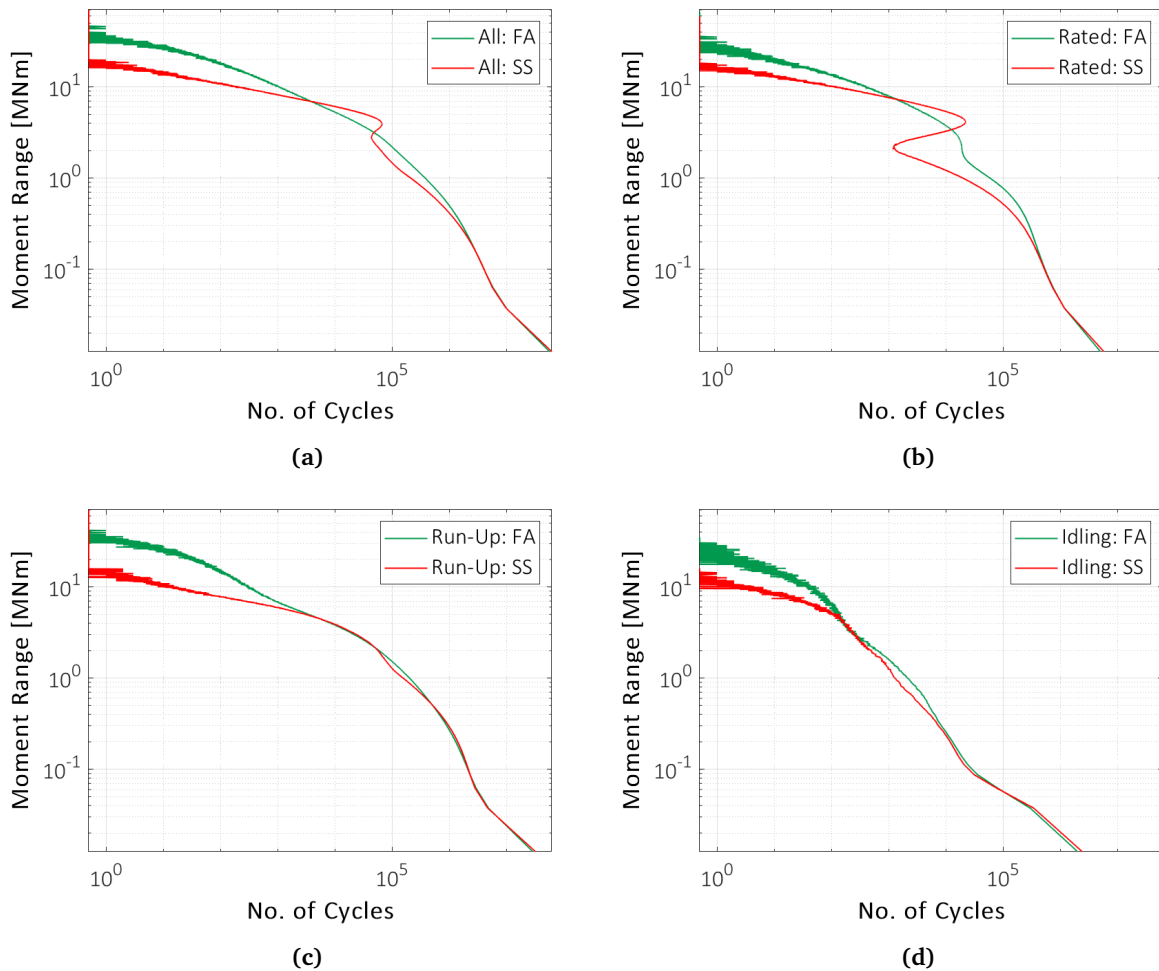 Moment Range [MNm]
10^1
10^0
10^-1
All: FA
All: SS
10^0
10^5
No. of Cycles
(a)
Moment Range [MNm]
10^1
10^0
10^-1
Rated: FA
Rated: SS
10^0
10^5
No. of Cycles
(b)
Moment Range [MNm]
10^1
10^0
10^-1
Run-Up: FA
Run-Up: SS
10^0
10^5
No. of Cycles
(c)
Moment Range [MNm]
10^1
10^0
10^-1
Idling: FA
Idling: SS
10^0
10^5
No. of Cycles
(d)